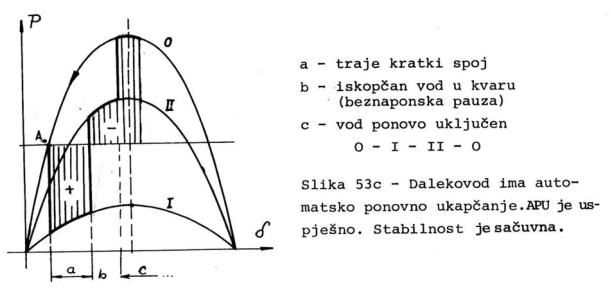 P
O
II
A₀
-
+
I
δ
a
b
c ...
a - traje kratki spoj
b - iskopčan vod u kvaru
(beznaponska pauza)
c - vod ponovo uključen
O - I - II - O
Slika 53c - Dalekovod ima auto-
matsko ponovno ukapčanje.APU je us-
pješno. Stabilnost je sačuvna.